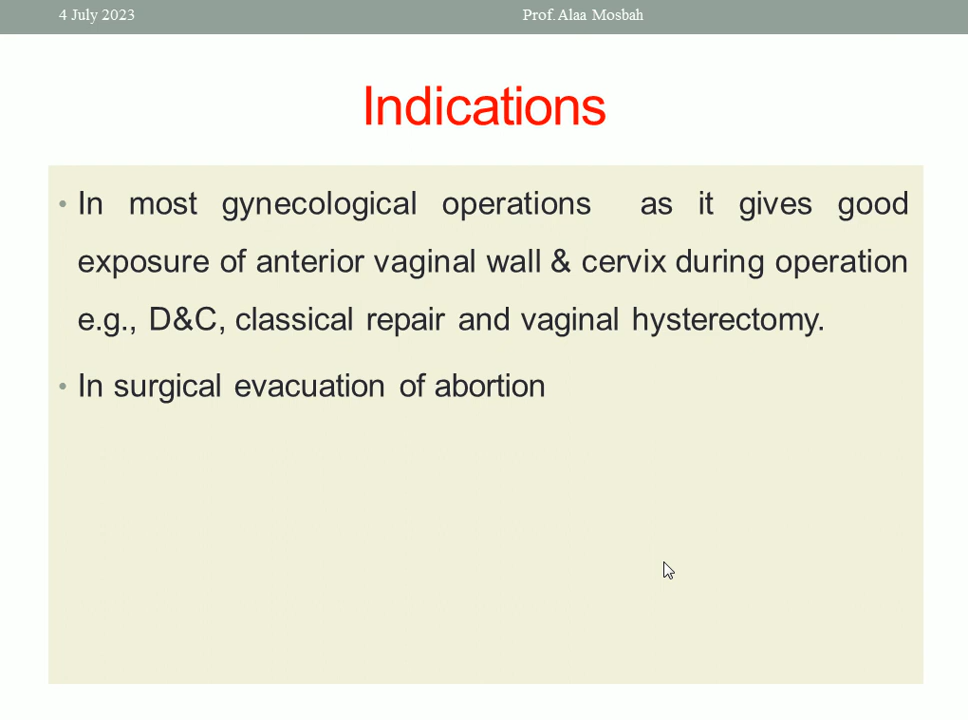 4 July 2023 Prof. Alaa Mosbah
Indications
• In most gynecological operations as it gives good
exposure of anterior vaginal wall & cervix during operation
e.g., D&C, classical repair and vaginal hysterectomy.
• In surgical evacuation of abortion